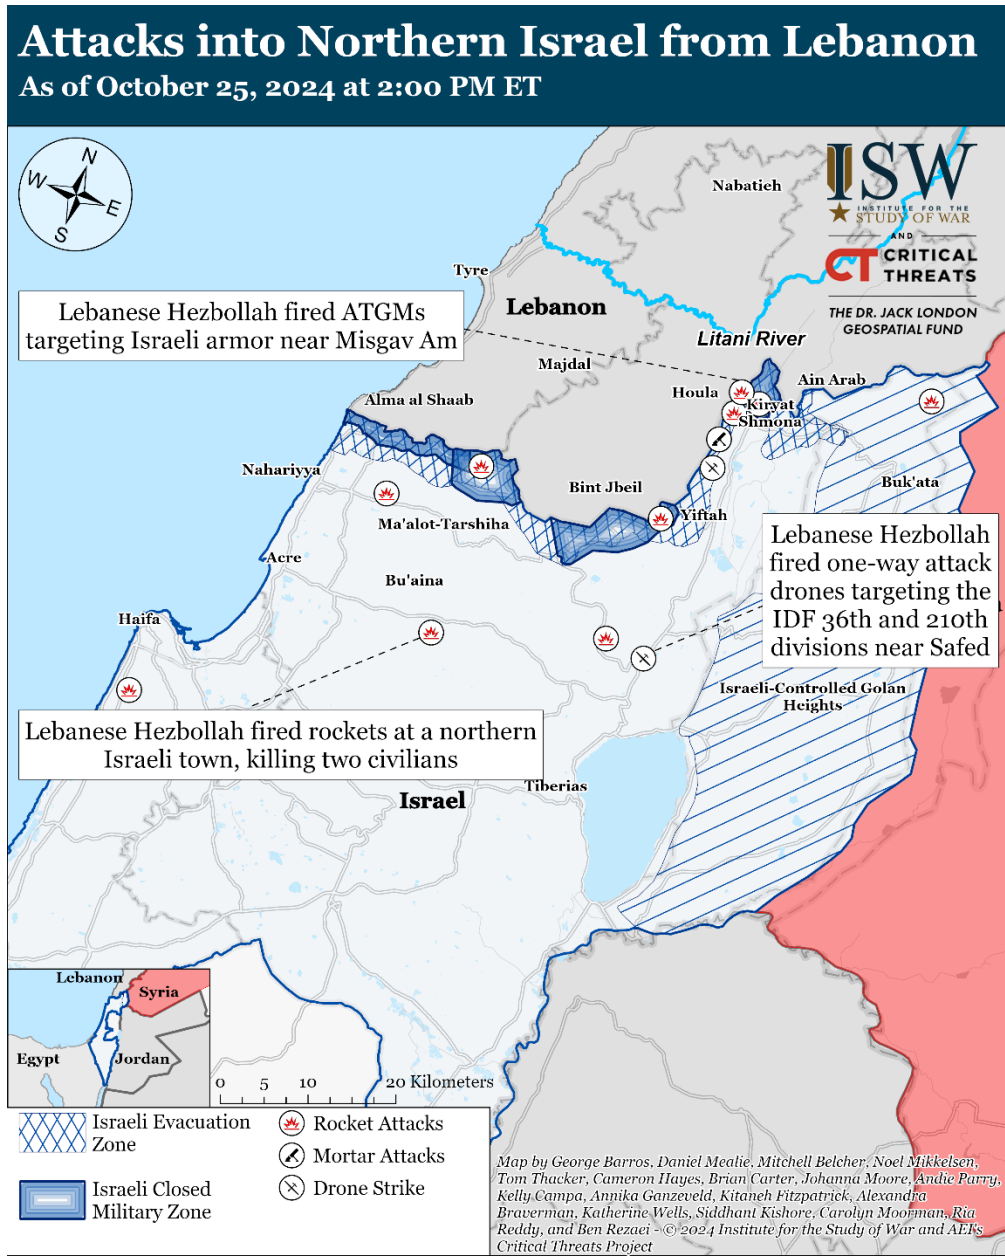 Attacks into Northern Israel from Lebanon
As of October 25, 2024 at 2:00 PM ET
N
W
E
S
ISW
INSTITUTE FOR THE
STUDY OF WAR
AND
CT CRITICAL
THREATS
THE DR. JACK LONDON
GEOSPATIAL FUND
Nabatieh
Tyre
Lebanon
Lebanese Hezbollah fired ATGMs
targeting Israeli armor near Misgav Am
Litani River
Majdal
Ain Arab
Houla
Alma al Shaab
Kiryat
Shmona
Nahariyya
Buk'ata
Bint Jbeil
Yiftah
Ma'alot-Tarshiha
Lebanese Hezbollah
fired one-way attack
drones targeting the
IDF 36th and 210th
divisions near Safed
Acre
Bu'aina
Haifa
Israeli-Controlled Golan
Heights
Lebanese Hezbollah fired rockets at a northern
Israeli town, killing two civilians
Tiberias
Israel
Lebanon
Syria
Egypt
Jordan
0 5 10 20 Kilometers
Israeli Evacuation
Zone
Israeli Closed
Military Zone
Rocket Attacks
Mortar Attacks
Drone Strike
Map by George Barros, Daniel Mealie, Mitchell Belcher, Noel Mikkelsen,
Tom Thacker, Cameron Hayes, Brian Carter, Johanna Moore, Andie Parry,
Kelly Campa, Annika Ganzeveld, Kitaneh Fitzpatrick, Alexandra
Braverman, Katherine Wells, Siddhant Kishore, Carolyn Moorman, Ria
Reddy, and Ben Rezaei - © 2024 Institute for the Study of War and AEI's
Critical Threats Project